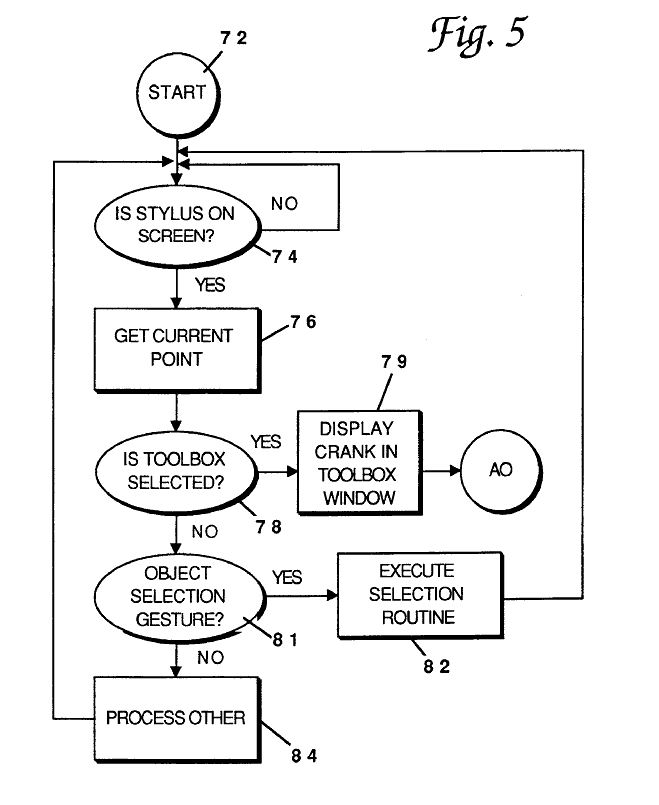 Fig. 5
72
START
IS STYLUS ON
SCREEN?
NO
74
YES
GET CURRENT
POINT
76
79
IS TOOLBOX
SELECTED?
YES
78
DISPLAY
CRANK IN
TOOLBOX
WINDOW
AO
NO
OBJECT
SELECTION
GESTURE?
YES
81
EXECUTE
SELECTION
ROUTINE
82
NO
PROCESS OTHER
84